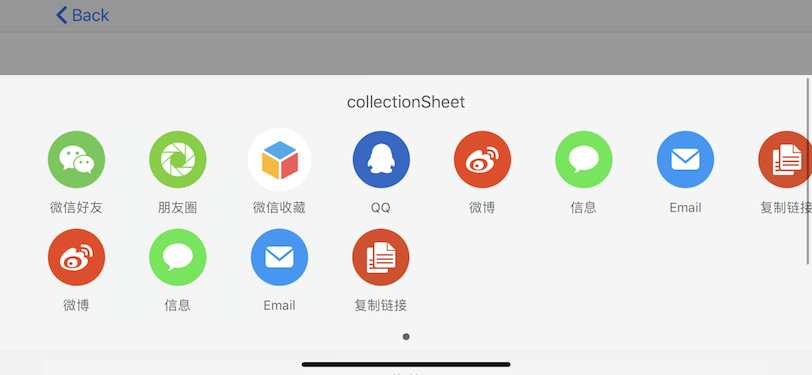 Back
collectionSheet
微信好友
朋友圈
微信收藏
QQ
微博
信息
Email
复制链接
微博
信息
Email
复制链接